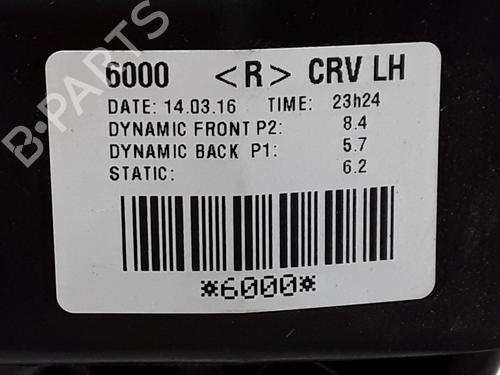 6000 <R> CRV LH
DATE: 14.03.16 TIME: 23h24
DYNAMIC FRONT P2: 8.4
DYNAMIC BACK P1: 5.7
STATIC: 6.2
*6000*
B-PARTS